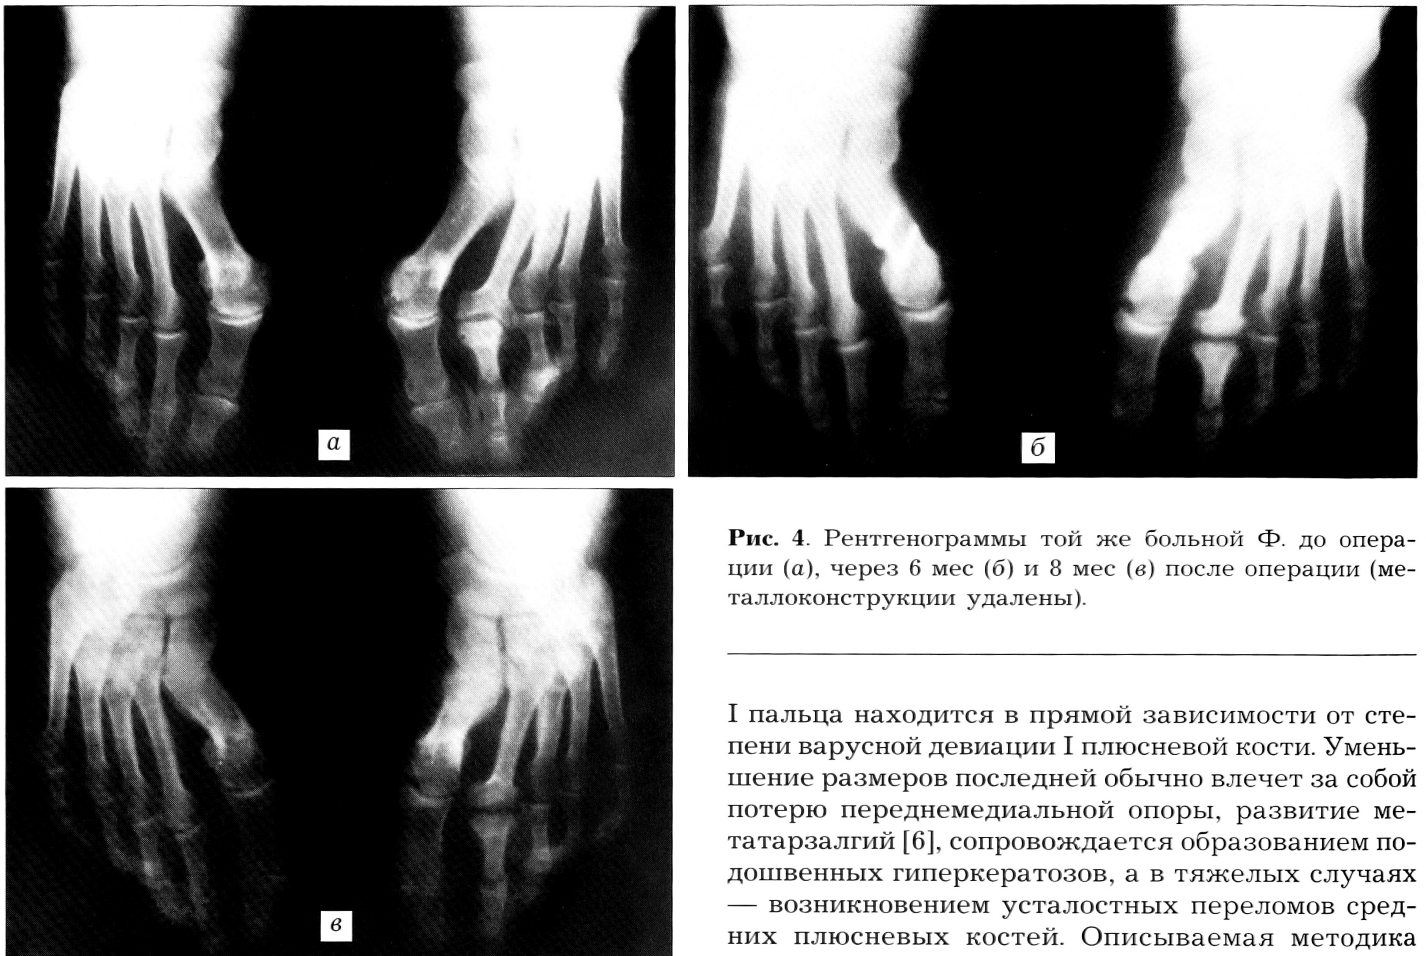 а
б
в
Рис. 4. Рентгенограммы той же больной Ф. до опера-
ции (а), через 6 мес (б) и 8 мес (в) после операции (ме-
таллоконструкции удалены).
I пальца находится в прямой зависимости от сте-
пени варусной девиации I плюсневой кости. Умень-
шение размеров последней обычно влечет за собой
потерю переднемедиальной опоры, развитие ме-
татарзалгий [6], сопровождается образованием по-
дошвенных гиперкератозов, а в тяжелых случаях
— возникновением усталостных переломов сред-
них плюсневых костей. Описываемая методика